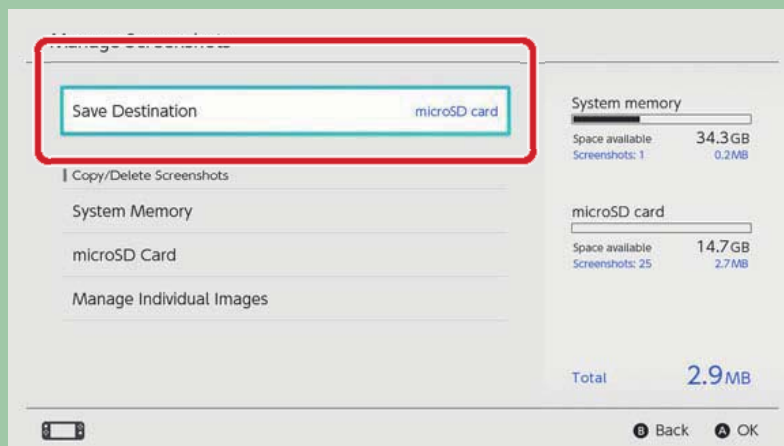 Manage Screenshots
Save Destination microSD card
Copy/Delete Screenshots
System Memory
microSD Card
Manage Individual Images
System memory
Space available 34.3GB
Screenshots: 1 0.2MB
microSD card
Space available 14.7GB
Screenshots: 25 2.7MB
Total 2.9MB
B Back A OK